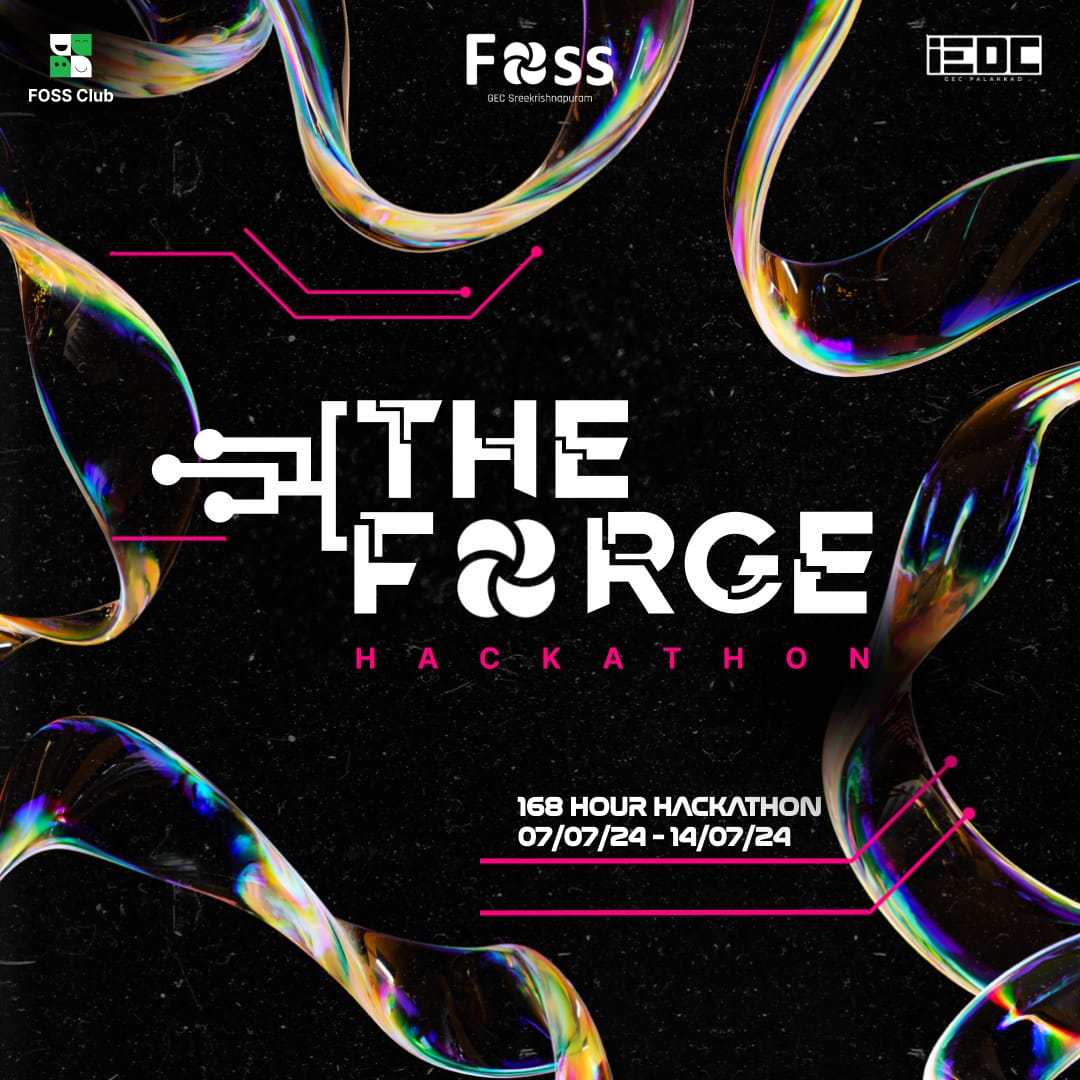 FOSS Club
Foss
GEC Sreekrishnapuram
iEDC
GEC PALAKKAD
THE
FORGE
HACKATHON
168 HOUR HACKATHON
07/07/24 - 14/07/24